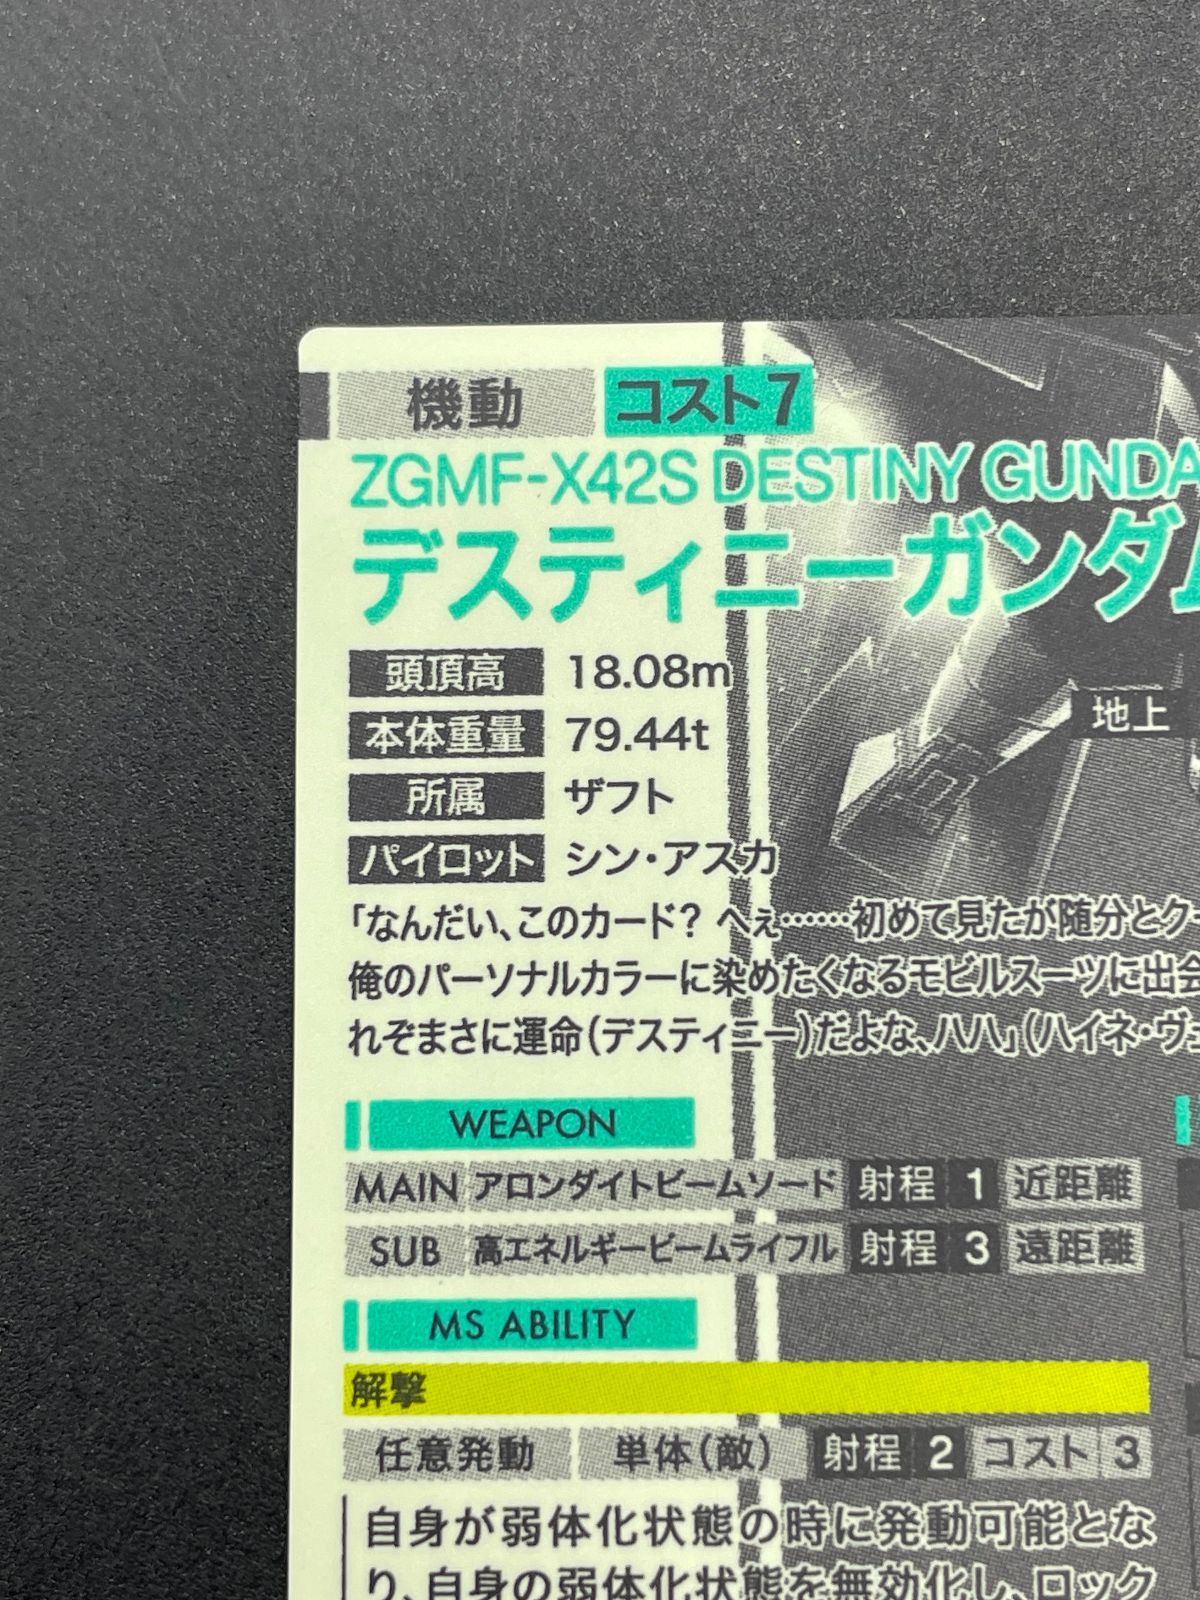 機動 コスト7
ZGMF-X42S DESTINY GUNDA
デスティニーガンダム
頭頂高 18.08m
本体重量 79.44t
地上
所属 ザフト
パイロット シン・アスカ
「なんだい、このカード? へぇ……初めて見たが随分とク
俺のパーソナルカラーに染めたくなるモビルスーツに出会
れぞまさに運命(デスティニー)だよな、ハハ」(ハイネ・ヴェ
WEAPON
MAIN アロンダイトビームソード 射程 1 近距離
SUB 高エネルギービームライフル 射程 3 遠距離
MS ABILITY
解撃
任意発動 単体(敵) 射程 2 コスト 3
自身が弱体化状態の時に発動可能とな
り、自身の弱体化状態を無効化し、ロック